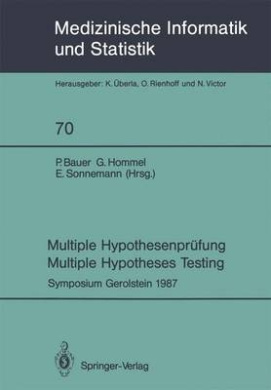 Medizinische Informatik
und Statistik
Herausgeber: K. Überla, O. Rienhoff und N. Victor
70
P. Bauer G. Hommel
E. Sonnemann (Hrsg.)
Multiple Hypothesenprüfung
Multiple Hypotheses Testing
Symposium Gerolstein 1987
Springer-Verlag